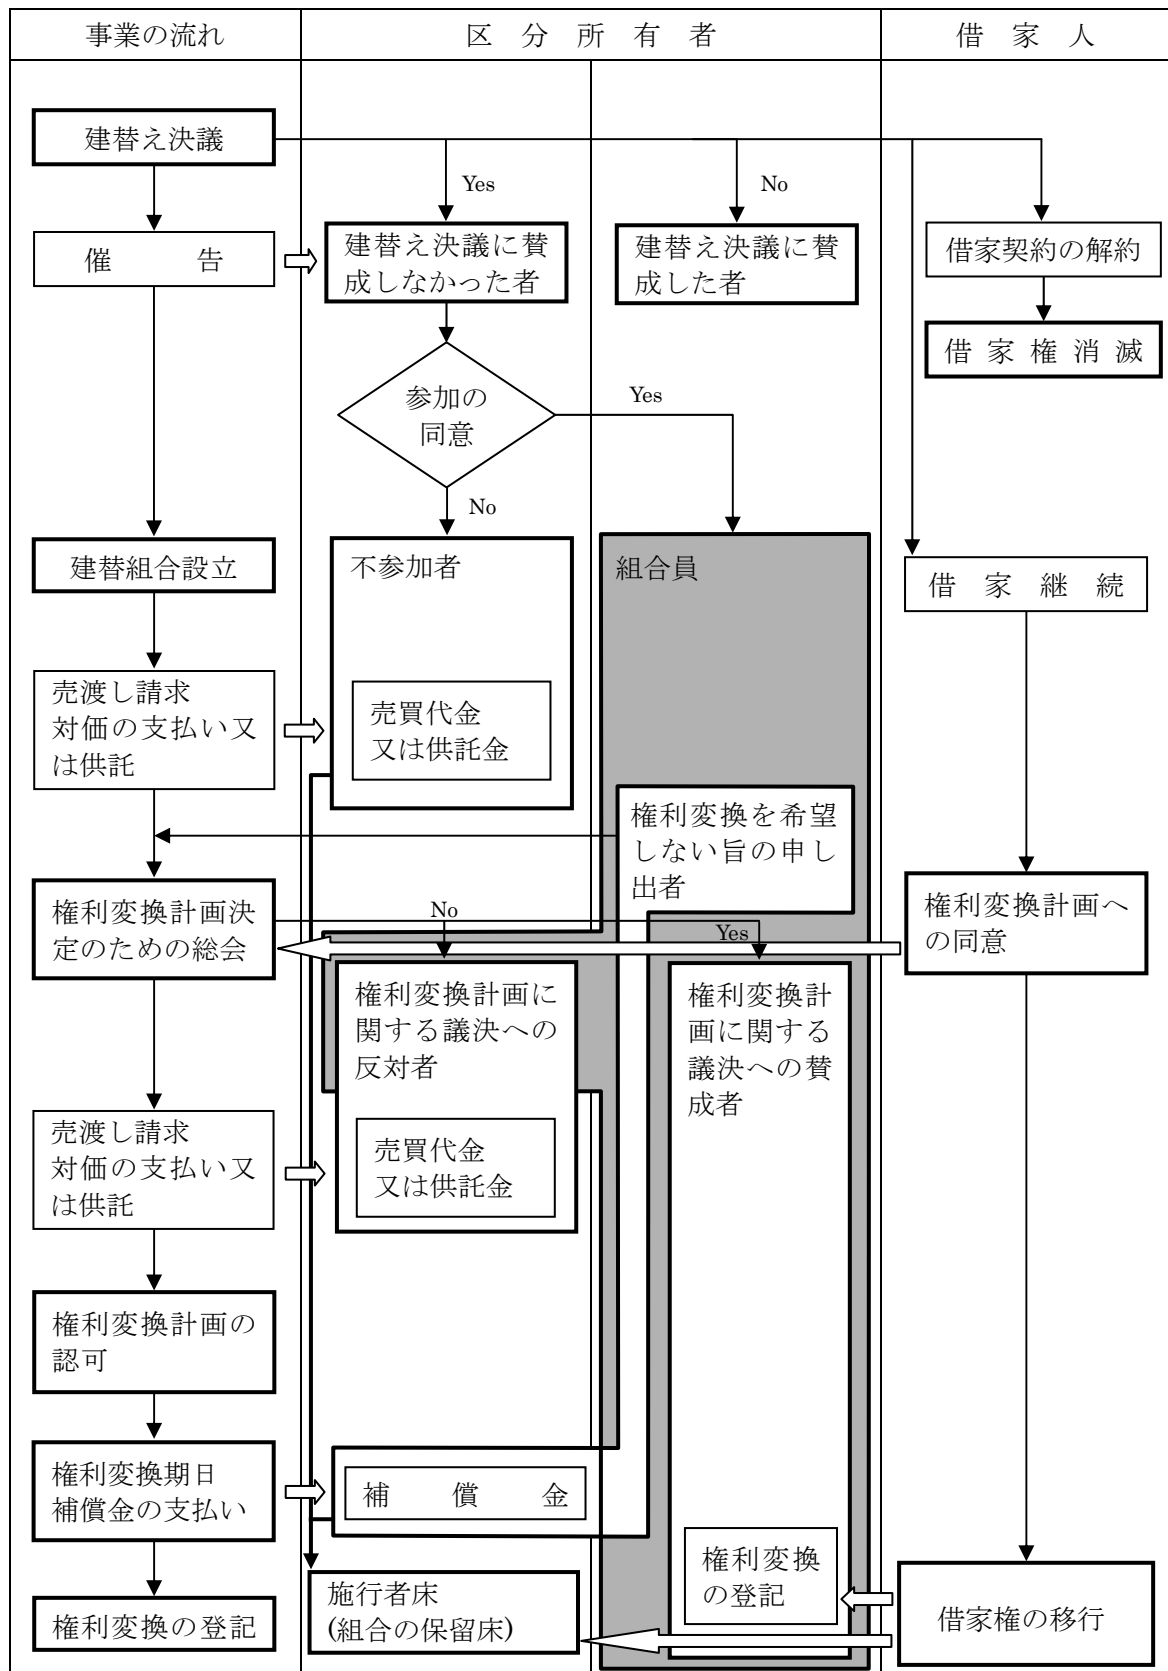 事業の流れ
区分所有者
借家人
建替え決議
Yes
No
催告
建替え決議に賛
成しなかった者
建替え決議に賛
成した者
借家契約の解約
借家権消滅
参加の
同意
Yes
No
建替組合設立
不参加者
組合員
借家継続
売渡し請求
対価の支払い又
は供託
売買代金
又は供託金
権利変換を希望
しない旨の申し
出者
権利変換計画決
定のための総会
No
Yes
権利変換計画へ
の同意
権利変換計画に
関する議決への
反対者
権利変換計
画に関する
議決への賛
成者
売渡し請求
対価の支払い又
は供託
売買代金
又は供託金
権利変換計画の
認可
権利変換期日
補償金の支払い
補償金
権利変換
の登記
権利変換の登記
施行者床
(組合の保留床)
借家権の移行